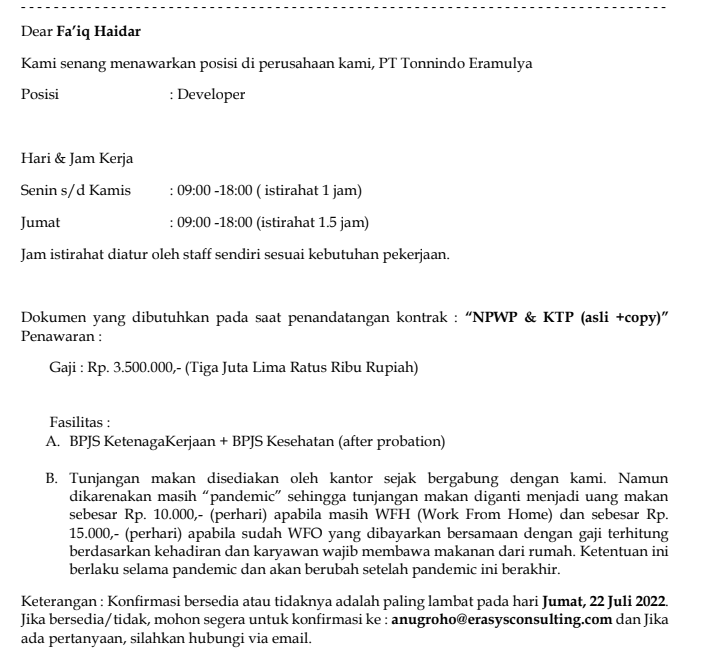 Dear Fa’iq Haidar
Kami senang menawarkan posisi di perusahaan kami, PT Tonnindo Eramulya
Posisi : Developer
Hari & Jam Kerja
Senin s/d Kamis : 09:00 -18:00 ( istirahat 1 jam)
Jumat : 09:00 -18:00 (istirahat 1.5 jam)
Jam istirahat diatur oleh staff sendiri sesuai kebutuhan pekerjaan.
Dokumen yang dibutuhkan pada saat penandatangan kontrak : “NPWP & KTP (asli +copy)”
Penawaran :
Gaji : Rp. 3.500.000,- (Tiga Juta Lima Ratus Ribu Rupiah)
Fasilitas :
A. BPJS KetenagaKerjaan + BPJS Kesehatan (after probation)
B. Tunjangan makan disediakan oleh kantor sejak bergabung dengan kami. Namun
dikarenakan masih “pandemic” sehingga tunjangan makan diganti menjadi uang makan
sebesar Rp. 10.000,- (perhari) apabila masih WFH (Work From Home) dan sebesar Rp.
15.000,- (perhari) apabila sudah WFO yang dibayarkan bersamaan dengan gaji terhitung
berdasarkan kehadiran dan karyawan wajib membawa makanan dari rumah. Ketentuan ini
berlaku selama pandemic dan akan berubah setelah pandemic ini berakhir.
Keterangan : Konfirmasi bersedia atau tidaknya adalah paling lambat pada hari Jumat, 22 Juli 2022.
Jika bersedia/tidak, mohon segera untuk konfirmasi ke : anugroho@erasysconsulting.com dan Jika
ada pertanyaan, silahkan hubungi via email.